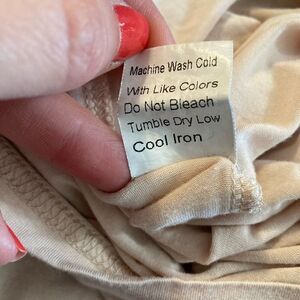 Machine Wash Cold
With Like Colors
Do Not Bleach
Tumble Dry Low
Cool Iron